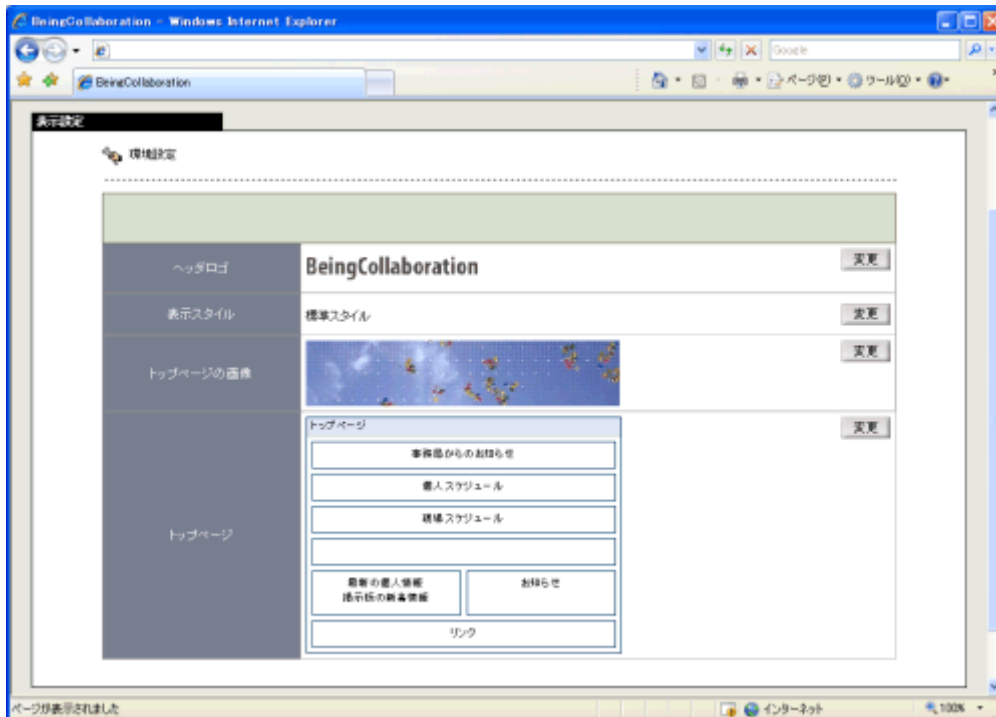 BeingCollaboration - Windows Internet Explorer
Google
BeingCollaboration
ページ(P)
ツール(O)
表示設定
環境設定
ヘッダロゴ
BeingCollaboration
変更
表示スタイル
標準スタイル
変更
トップページの画像
変更
トップページ
トップページ
変更
事務局からのお知らせ
個人スケジュール
現場スケジュール
最新の個人情報
掲示板の新着情報
お知らせ
リンク
ページが表示されました
インターネット
100%